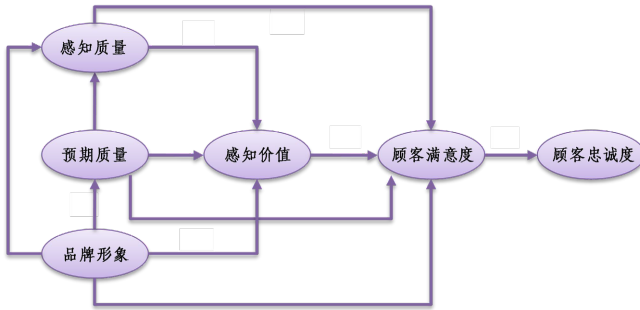 感知质量
预期质量
感知价值
顾客满意度
顾客忠诚度
品牌形象